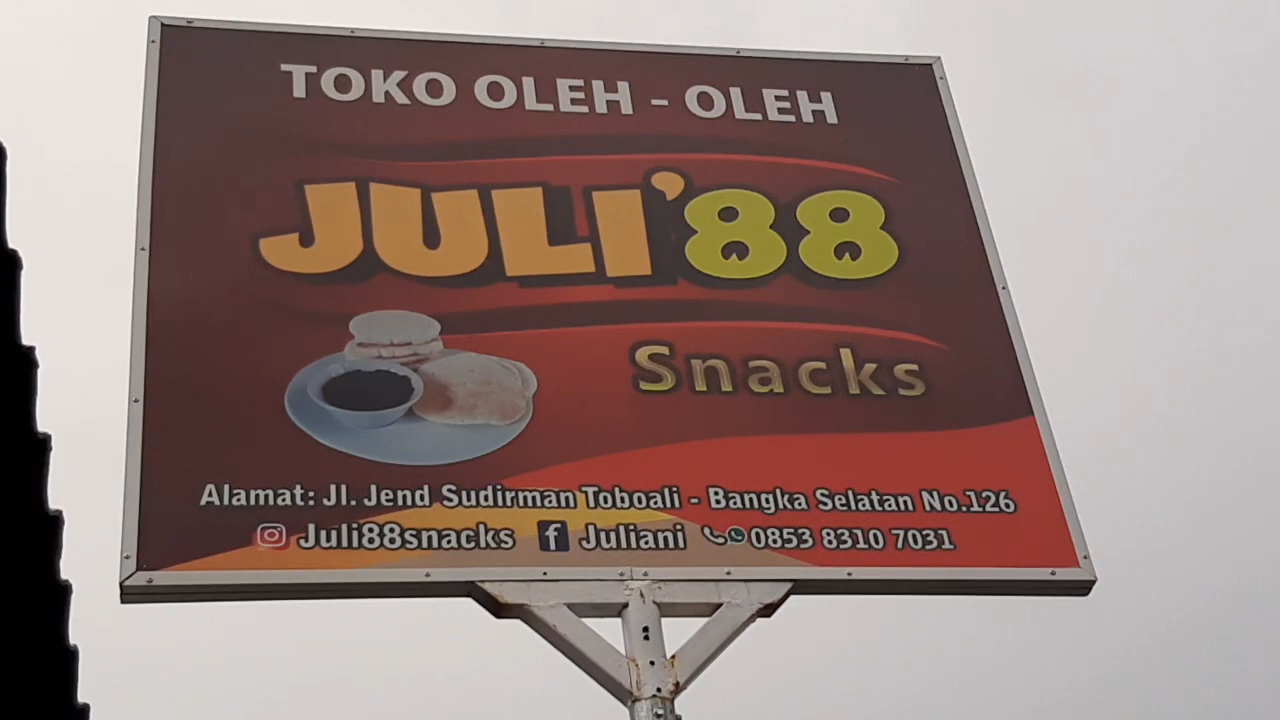 TOKO OLEH - OLEH
JULI'88
Snacks
Alamat: Jl. Jend Sudirman Toboali - Bangka Selatan No.126
Juli88snacks f Juliani 0853 8310 7031